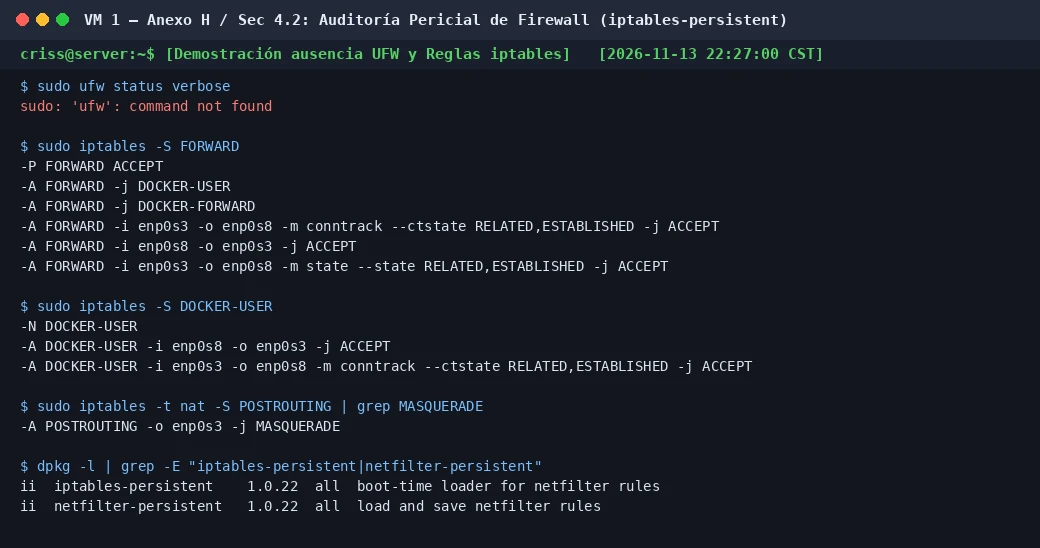 VM 1 — Anexo H / Sec 4.2: Auditoría Pericial de Firewall (iptables-persistent)
criss@server:~$ [Demostración ausencia UFW y Reglas iptables]   [2026-11-13 22:27:00 CST]
$ sudo ufw status verbose
sudo: 'ufw': command not found
$ sudo iptables -S FORWARD
-P FORWARD ACCEPT
-A FORWARD -j DOCKER-USER
-A FORWARD -j DOCKER-FORWARD
-A FORWARD -i enp0s3 -o enp0s8 -m conntrack --ctstate RELATED,ESTABLISHED -j ACCEPT
-A FORWARD -i enp0s8 -o enp0s3 -j ACCEPT
-A FORWARD -i enp0s3 -o enp0s8 -m state --state RELATED,ESTABLISHED -j ACCEPT
$ sudo iptables -S DOCKER-USER
-N DOCKER-USER
-A DOCKER-USER -i enp0s8 -o enp0s3 -j ACCEPT
-A DOCKER-USER -i enp0s3 -o enp0s8 -m conntrack --ctstate RELATED,ESTABLISHED -j ACCEPT
$ sudo iptables -t nat -S POSTROUTING | grep MASQUERADE
-A POSTROUTING -o enp0s3 -j MASQUERADE
$ dpkg -l | grep -E "iptables-persistent|netfilter-persistent"
ii  iptables-persistent    1.0.22  all  boot-time loader for netfilter rules
ii  netfilter-persistent   1.0.22  all  load and save netfilter rules